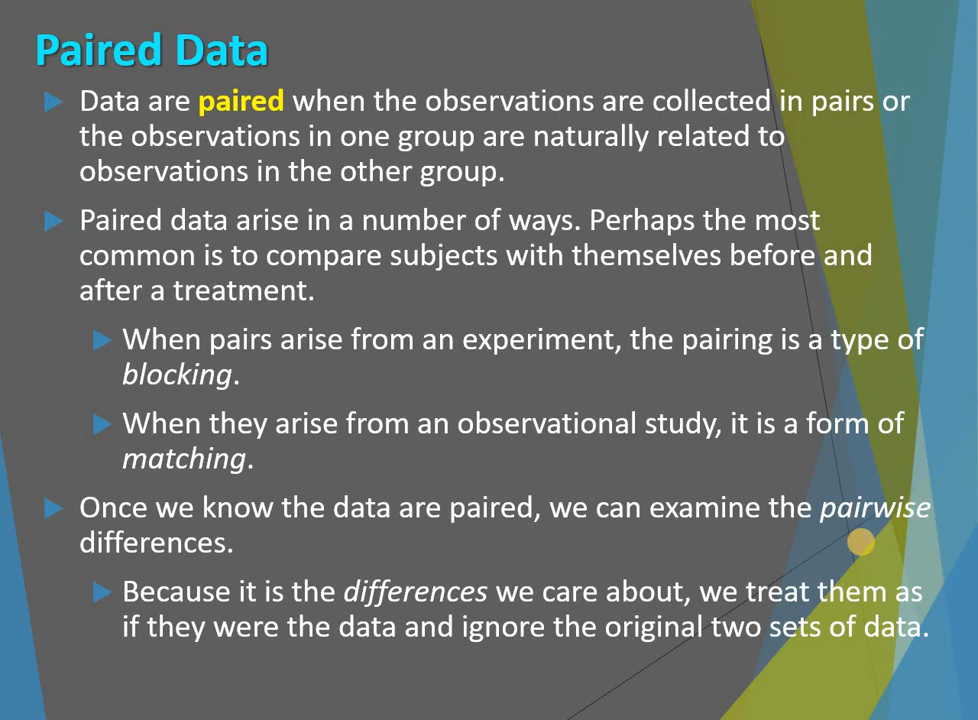 Paired Data
Data are paired when the observations are collected in pairs or
the observations in one group are naturally related to
observations in the other group.
Paired data arise in a number of ways. Perhaps the most
common is to compare subjects with themselves before and
after a treatment.
When pairs arise from an experiment, the pairing is a type of
blocking.
When they arise from an observational study, it is a form of
matching.
Once we know the data are paired, we can examine the pairwise
differences.
Because it is the differences we care about, we treat them as
if they were the data and ignore the original two sets of data.